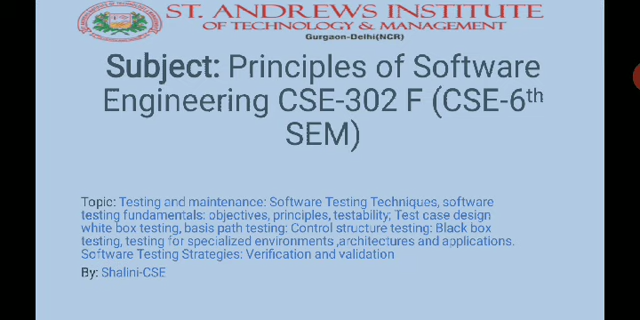 ST. ANDREWS INSTITUTE
OF TECHNOLOGY & MANAGEMENT
Gurgaon-Delhi(NCR)
Subject: Principles of Software
Engineering CSE-302 F (CSE-6th
SEM)
Topic: Testing and maintenance: Software Testing Techniques, software
testing fundamentals: objectives, principles, testability; Test case design
white box testing, basis path testing: Control structure testing: Black box
testing, testing for specialized environments ,architectures and applications.
Software Testing Strategies: Verification and validation
By: Shalini-CSE